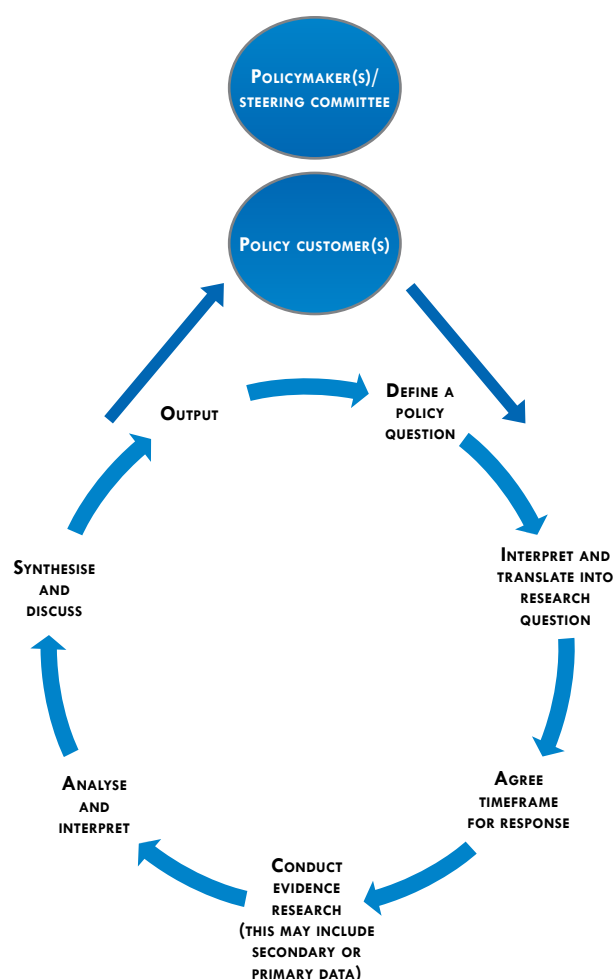 Policymaker(s)/
steering committee
Policy customer(s)
Define a
policy
question
Interpret and
translate into
research
question
Agree
timeframe
for response
Conduct
evidence
research
(this may include
secondary or
primary data)
Analyse
and
interpret
Synthesise
and
discuss
Output